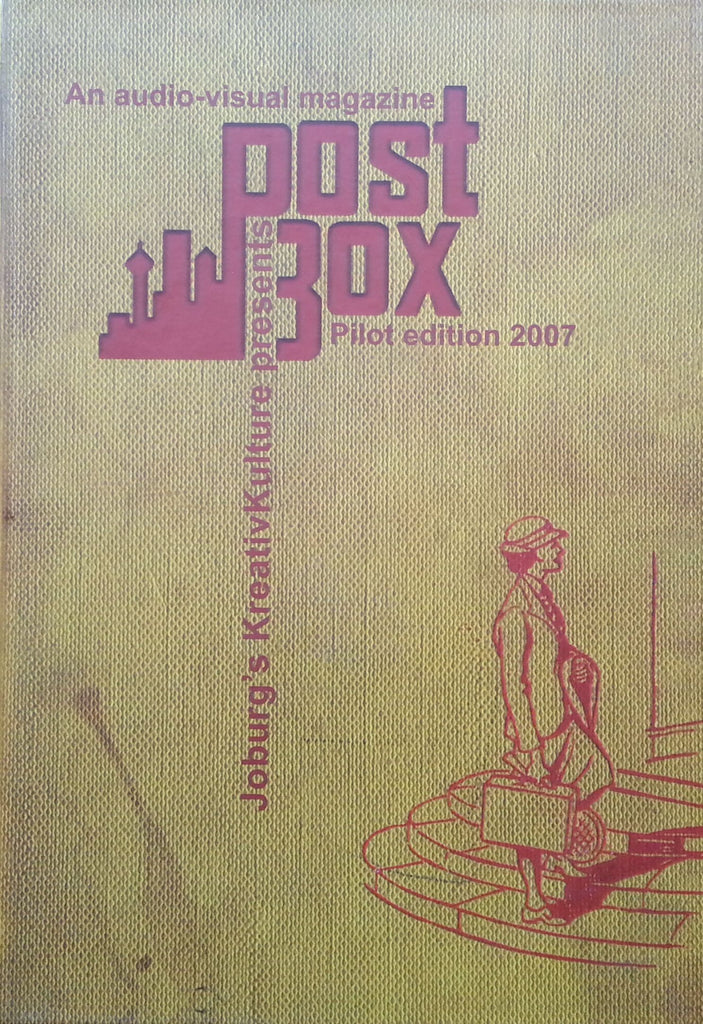 An audio-visual magazine
post
Box
Pilot edition 2007
Joburg's KreativKulture presents